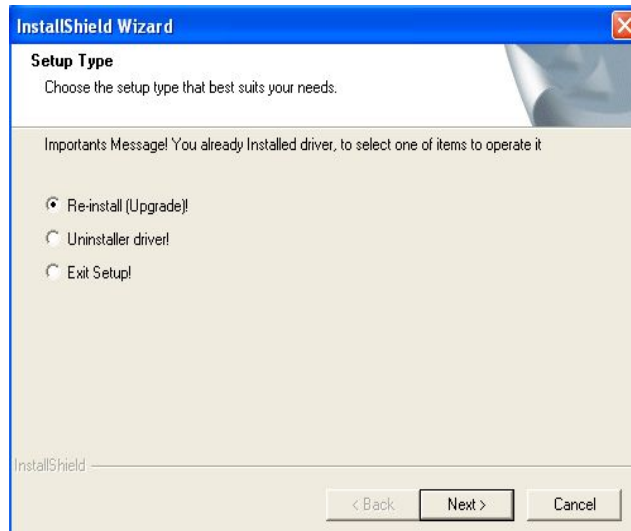 InstallShield Wizard
Setup Type
Choose the setup type that best suits your needs.
Importants Message! You already Installed driver, to select one of items to operate it
Re-install (Upgrade)!
Uninstaller driver!
Exit Setup!
InstallShield
< Back
Next >
Cancel